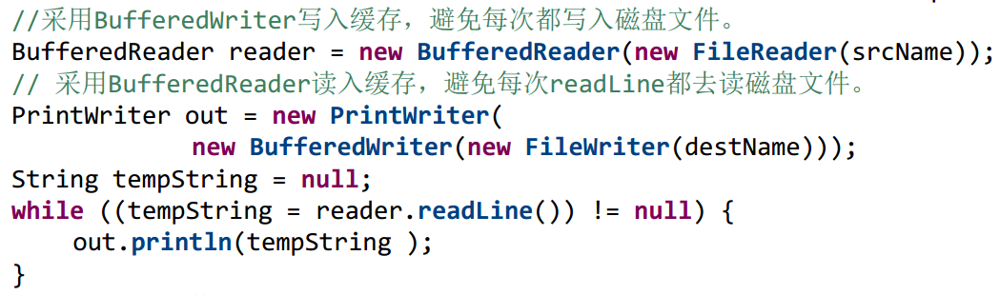 //采用BufferedWriter写入缓存，避免每次都写入磁盘文件。
BufferedReader reader = new BufferedReader(new FileReader(srcName));
// 采用BufferedReader读入缓存，避免每次readLine都去读磁盘文件。
PrintWriter out = new PrintWriter(
new BufferedWriter(new FileWriter(destName)));
String tempString = null;
while ((tempString = reader.readLine()) != null) {
out.println(tempString );
}